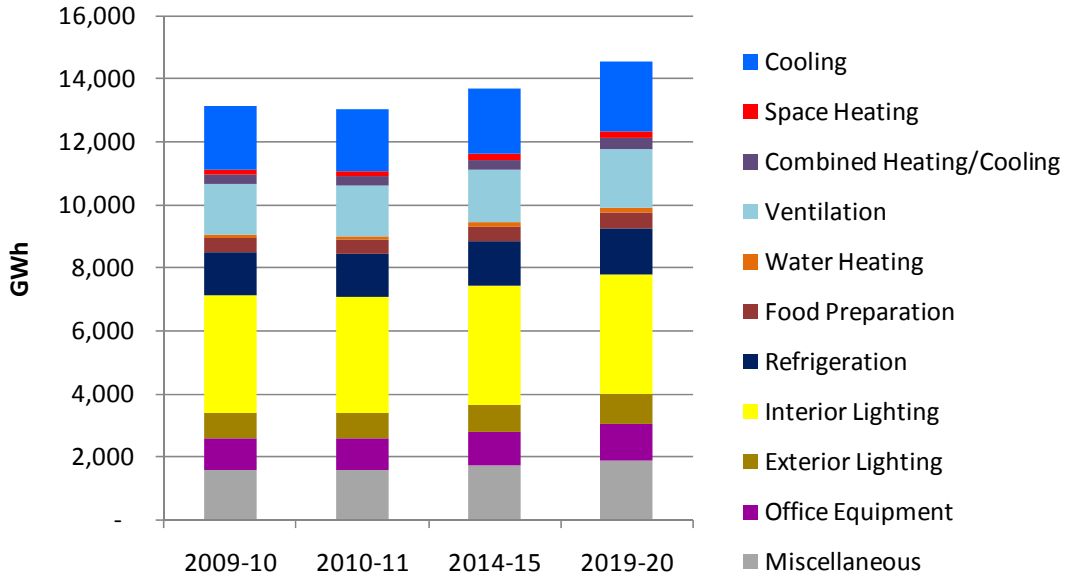 16,000
14,000
12,000
10,000
8,000
6,000
4,000
2,000
-
GWh
2009-10 2010-11 2014-15 2019-20
Cooling
Space Heating
Combined Heating/Cooling
Ventilation
Water Heating
Food Preparation
Refrigeration
Interior Lighting
Exterior Lighting
Office Equipment
Miscellaneous